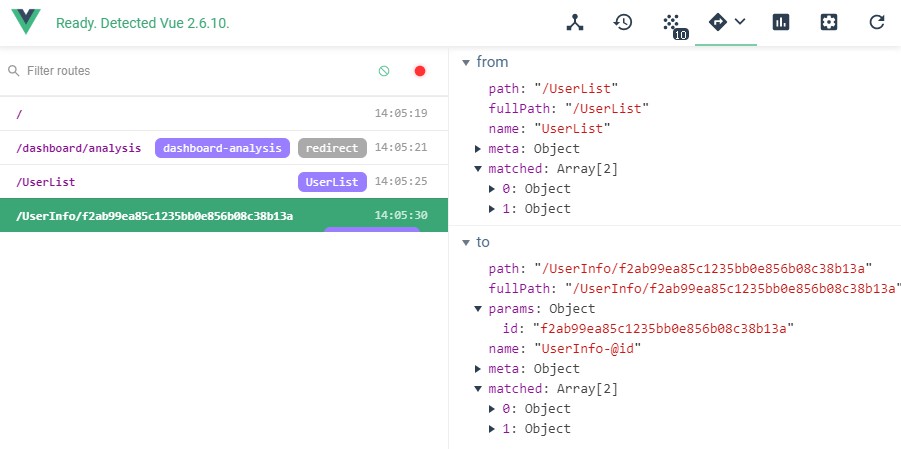 Ready. Detected Vue 2.6.10.
10
Filter routes
/ 14:05:19
/dashboard/analysis dashboard-analysis redirect 14:05:21
/UserList UserList 14:05:25
/UserInfo/f2ab99ea85c1235bb0e856b08c38b13a 14:05:30
from
path: "/UserList"
fullPath: "/UserList"
name: "UserList"
meta: Object
matched: Array[2]
0: Object
1: Object
to
path: "/UserInfo/f2ab99ea85c1235bb0e856b08c38b13a"
fullPath: "/UserInfo/f2ab99ea85c1235bb0e856b08c38b13a"
params: Object
id: "f2ab99ea85c1235bb0e856b08c38b13a"
name: "UserInfo-@id"
meta: Object
matched: Array[2]
0: Object
1: Object